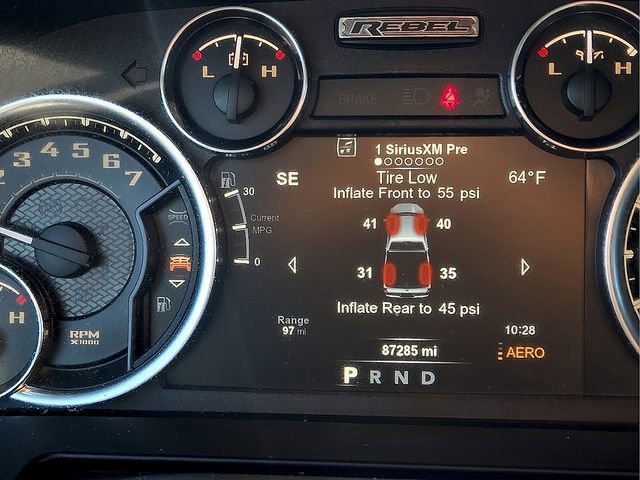 REBEL
L H
L H
BRAKE
1 SiriusXM Pre
SE
Tire Low
64°F
Inflate Front to 55 psi
30
Current
MPG
0
41 40
31 35
Inflate Rear to 45 psi
Range
97 mi
10:28
87285 mi
AERO
P R N D
2 3 4 5 6 7
SPEED
RPM
X1000
H